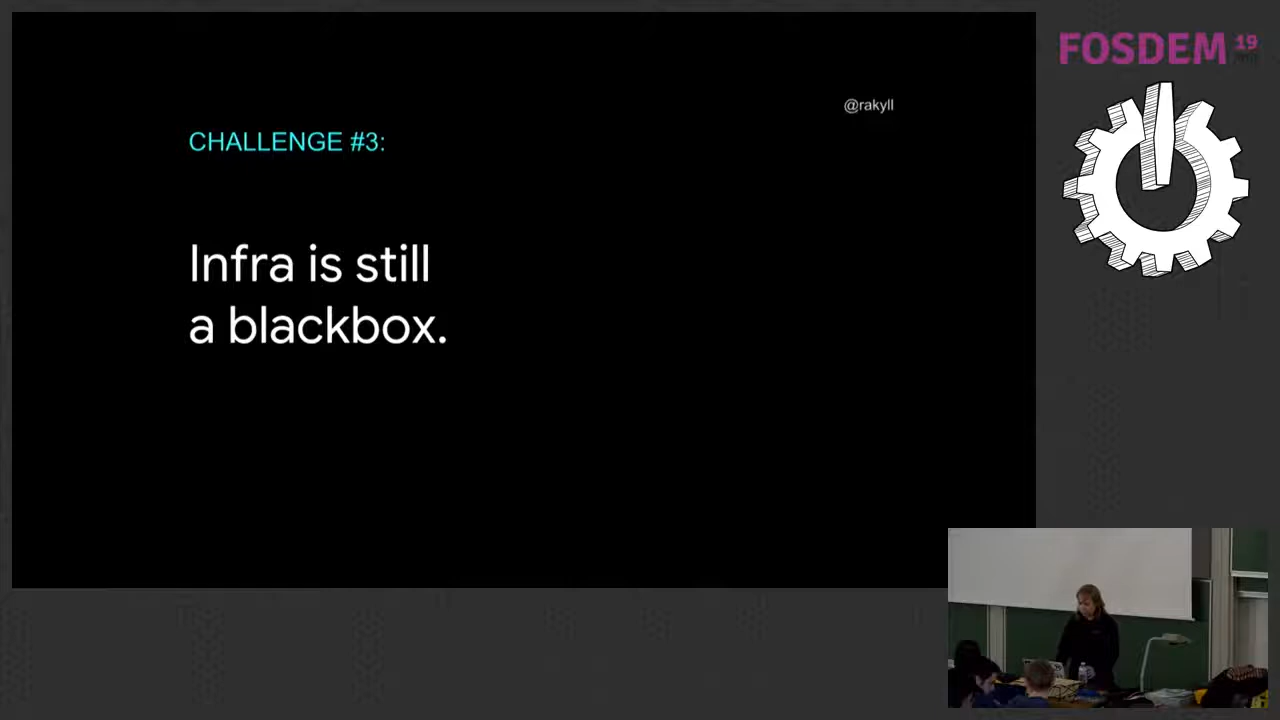 FOSDEM 19
@rakyll
CHALLENGE #3:
Infra is still
a blackbox.